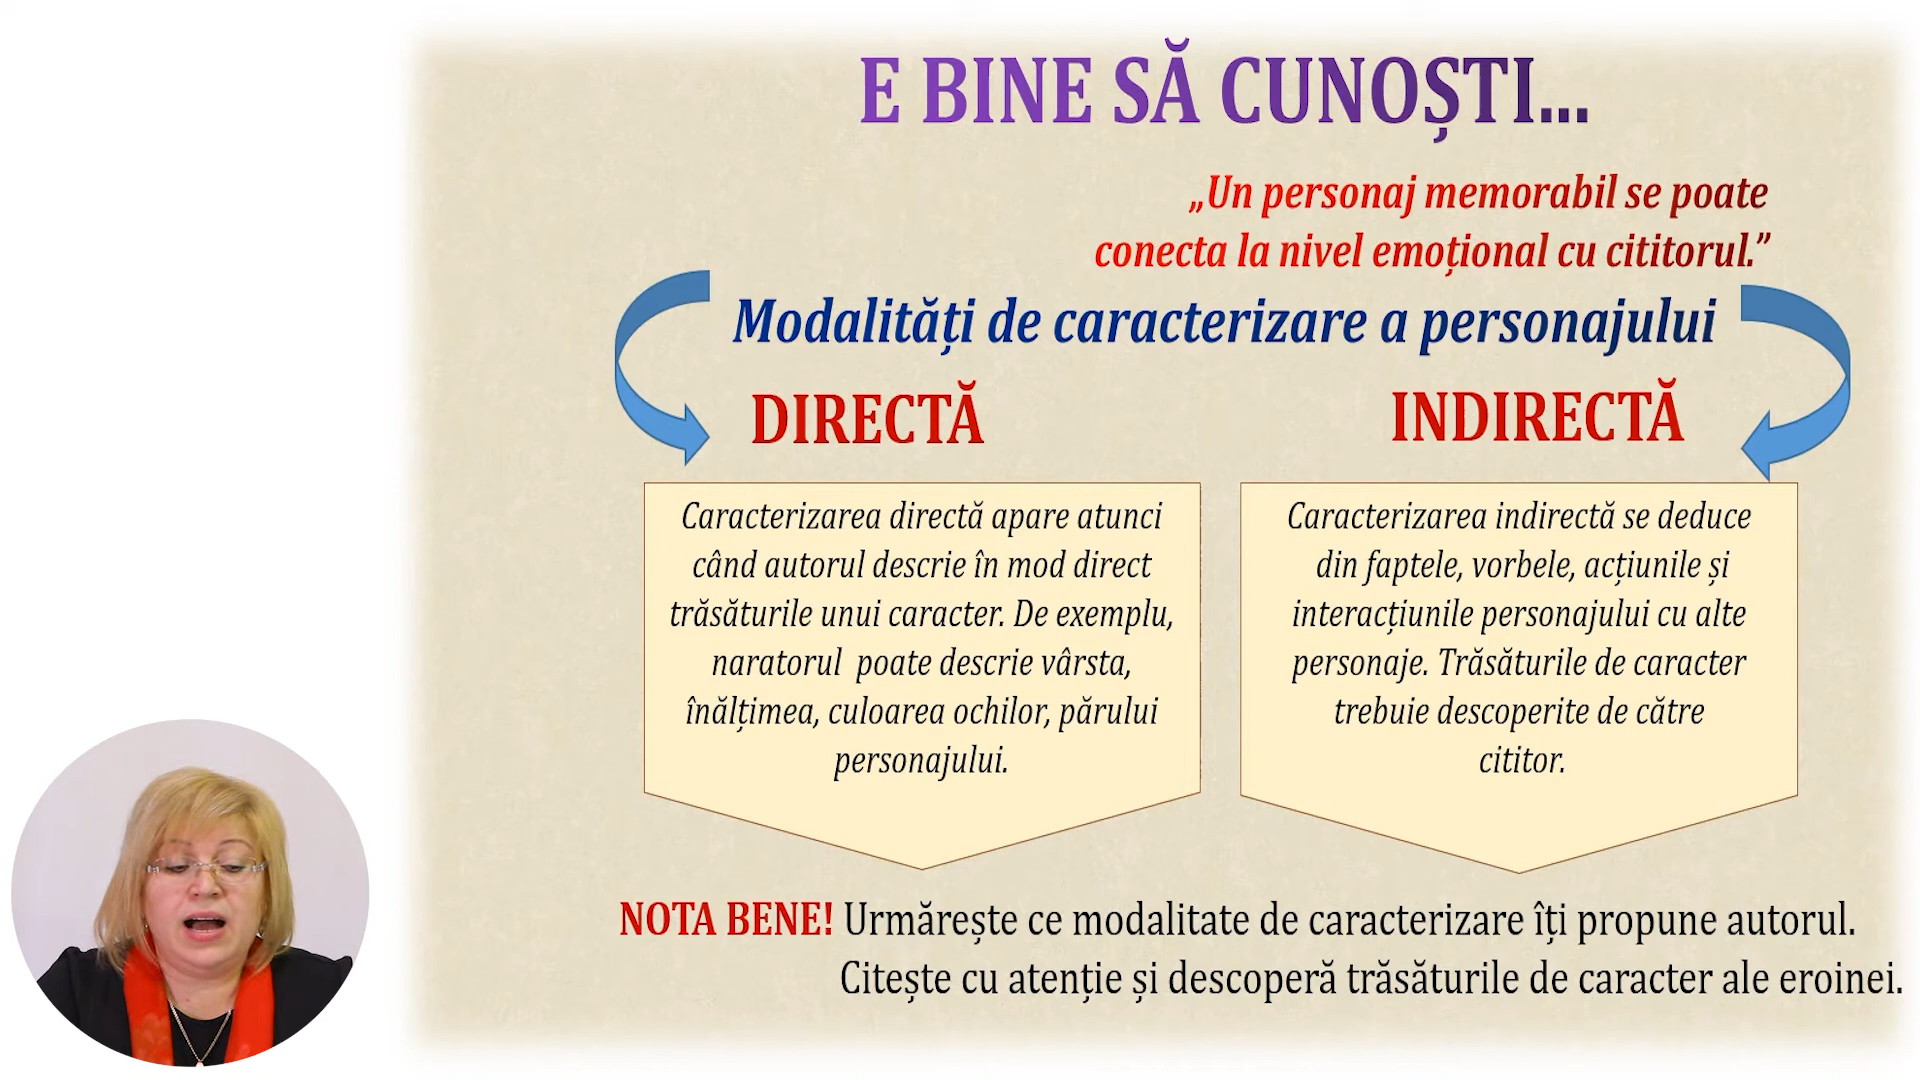 E BINE SĂ CUNOȘTI...
„Un personaj memorabil se poate
conecta la nivel emoțional cu cititorul.”
Modalități de caracterizare a personajului
DIRECTĂ
Caracterizarea directă apare atunci
când autorul descrie în mod direct
trăsăturile unui caracter. De exemplu,
naratorul poate descrie vârsta,
înălțimea, culoarea ochilor, părului
personajului.
INDIRECTĂ
Caracterizarea indirectă se deduce
din faptele, vorbele, acțiunile și
interacțiunile personajului cu alte
personaje. Trăsăturile de caracter
trebuie descoperite de către
cititor.
NOTA BENE! Urmărește ce modalitate de caracterizare îți propune autorul.
Citește cu atenție și descoperă trăsăturile de caracter ale eroinei.